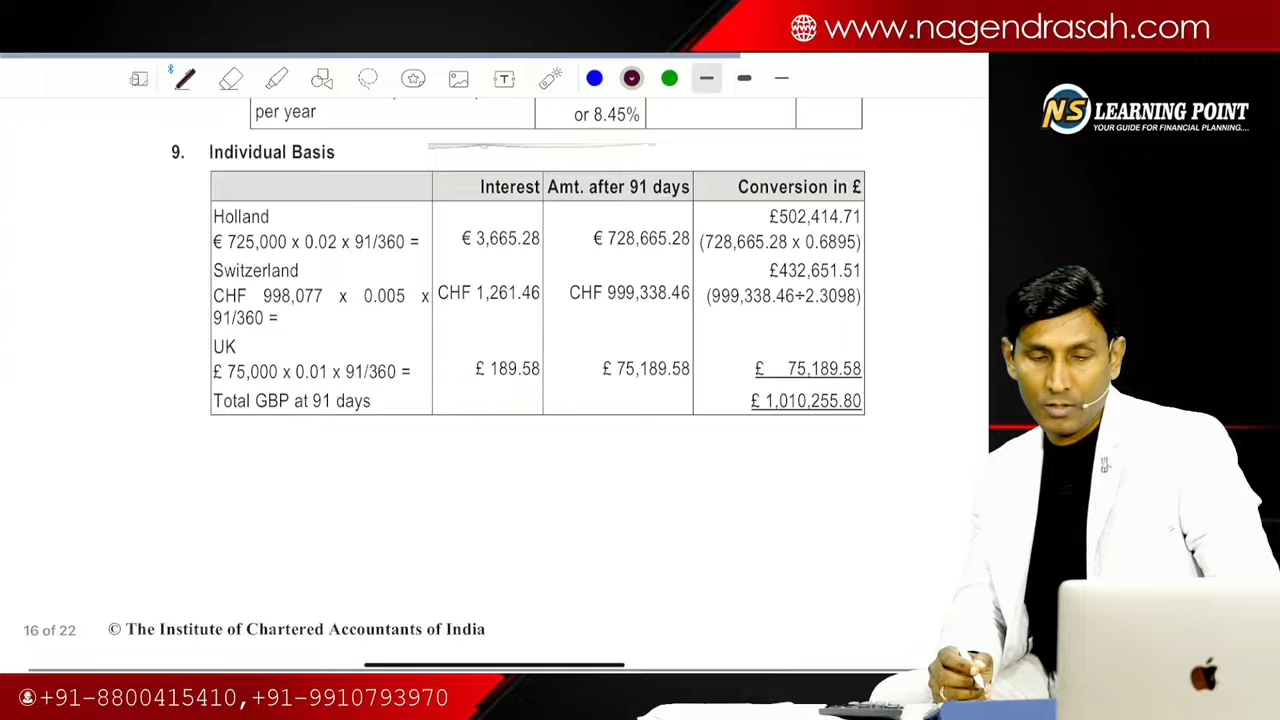 www.nagendrasah.com
NS LEARNING POINT
YOUR GUIDE FOR FINANCIAL PLANNING....
T
per year
or 8.45%
9. Individual Basis
Interest Amt. after 91 days Conversion in £
Holland £502,414.71
€ 725,000 x 0.02 x 91/360 = € 3,665.28 € 728,665.28 (728,665.28 x 0.6895)
Switzerland £432,651.51
CHF 998,077 x 0.005 x CHF 1,261.46 CHF 999,338.46 (999,338.46÷2.3098)
91/360 =
UK
£ 75,000 x 0.01 x 91/360 = £ 189.58 £ 75,189.58 £ 75,189.58
Total GBP at 91 days £ 1,010,255.80
16 of 22 © The Institute of Chartered Accountants of India
+91-8800415410,+91-9910793970